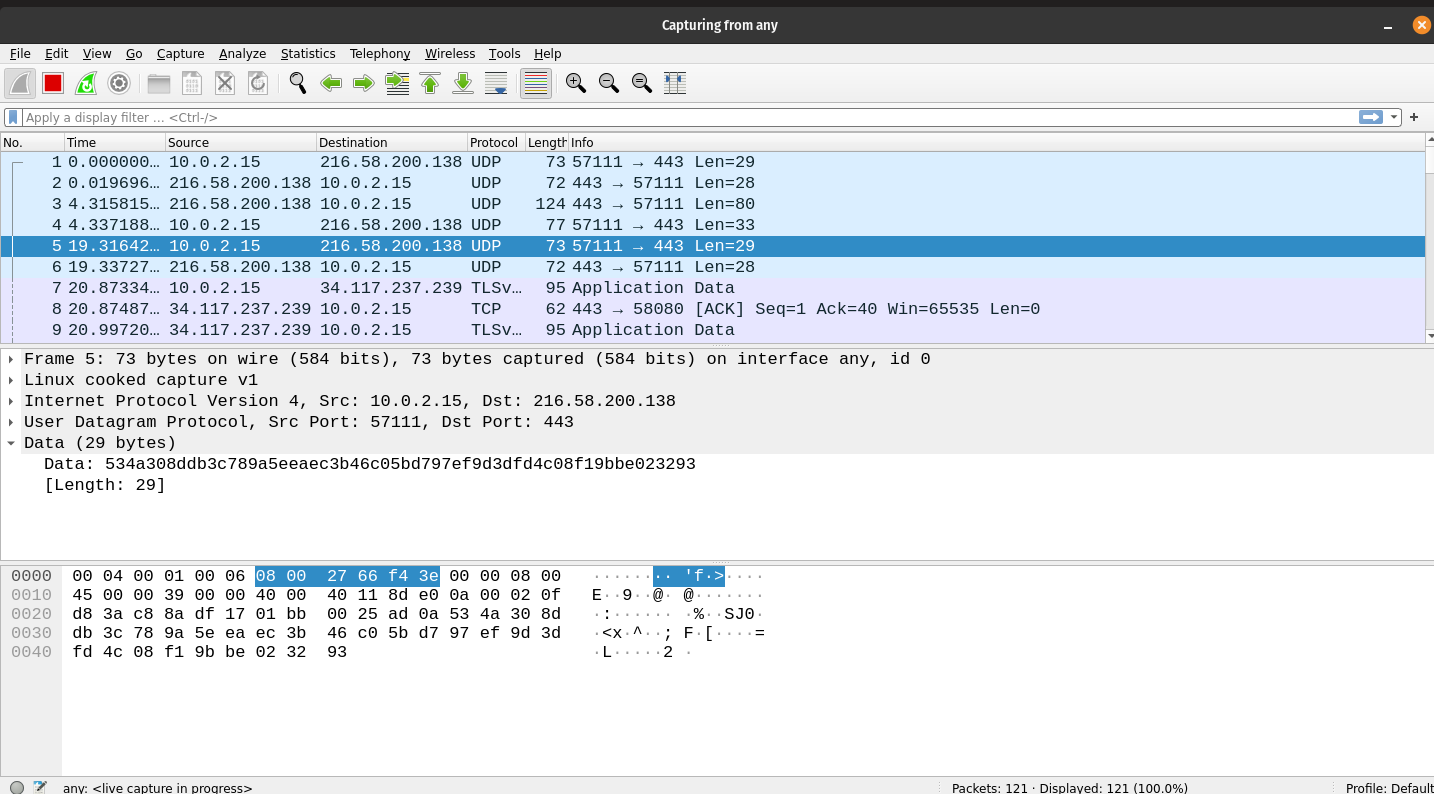 Capturing from any
File Edit View Go Capture Analyze Statistics Telephony Wireless Tools Help
Apply a display filter ... <Ctrl-/>
No. Time Source Destination Protocol Length Info
1 0.000000… 10.0.2.15 216.58.200.138 UDP 73 57111 → 443 Len=29
2 0.019696… 216.58.200.138 10.0.2.15 UDP 72 443 → 57111 Len=28
3 4.315815… 216.58.200.138 10.0.2.15 UDP 124 443 → 57111 Len=80
4 4.337188… 10.0.2.15 216.58.200.138 UDP 77 57111 → 443 Len=33
5 19.31642… 10.0.2.15 216.58.200.138 UDP 73 57111 → 443 Len=29
6 19.33727… 216.58.200.138 10.0.2.15 UDP 72 443 → 57111 Len=28
7 20.87334… 10.0.2.15 34.117.237.239 TLSv… 95 Application Data
8 20.87487… 34.117.237.239 10.0.2.15 TCP 62 443 → 58080 [ACK] Seq=1 Ack=40 Win=65535 Len=0
9 20.99720… 34.117.237.239 10.0.2.15 TLSv… 95 Application Data
Frame 5: 73 bytes on wire (584 bits), 73 bytes captured (584 bits) on interface any, id 0
Linux cooked capture v1
Internet Protocol Version 4, Src: 10.0.2.15, Dst: 216.58.200.138
User Datagram Protocol, Src Port: 57111, Dst Port: 443
Data (29 bytes)
Data: 534a308ddb3c789a5eeaec3b46c05bd797ef9d3dfd4c08f19bbe023293
[Length: 29]
0000 00 04 00 01 00 06 08 00 27 66 f4 3e 00 00 08 00 ········ 'f·>····
0010 45 00 00 39 00 00 40 00 40 11 8d e0 0a 00 02 0f E··9··@· @·······
0020 d8 3a c8 8a df 17 01 bb 00 25 ad 0a 53 4a 30 8d ·:······ ·%··SJ0·
0030 db 3c 78 9a 5e ea ec 3b 46 c0 5b d7 97 ef 9d 3d ·<x·^··; F·[····=
0040 fd 4c 08 f1 9b be 02 32 93 ·L·····2 ·
any: <live capture in progress> Packets: 121 · Displayed: 121 (100.0%) Profile: Default